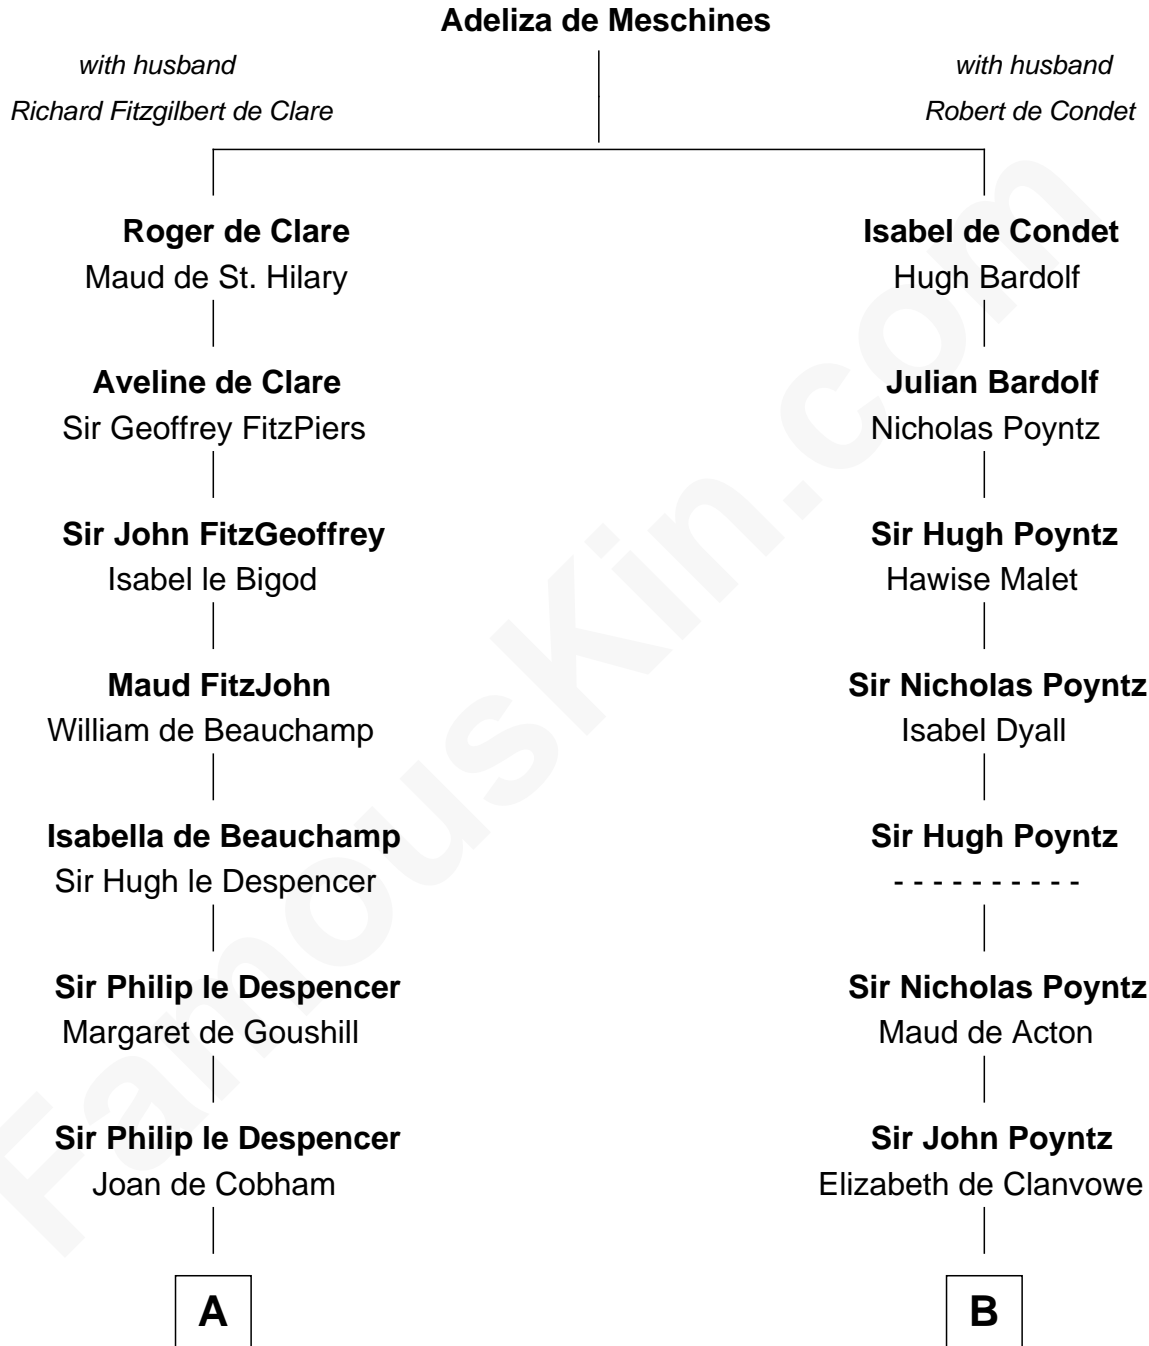 Adeliza de Meschines
with husband
Richard Fitzgilbert de Clare
with husband
Robert de Condet
Roger de Clare
Maud de St. Hilary
Isabel de Condet
Hugh Bardolf
Aveline de Clare
Sir Geoffrey FitzPiers
Julian Bardolf
Nicholas Poyntz
Sir John FitzGeoffrey
Isabel le Bigod
Sir Hugh Poyntz
Hawise Malet
Maud FitzJohn
William de Beauchamp
Sir Nicholas Poyntz
Isabel Dyall
Isabella de Beauchamp
Sir Hugh le Despencer
Sir Hugh Poyntz
- - - - - - - - - -
Sir Philip le Despencer
Margaret de Goushill
Sir Nicholas Poyntz
Maud de Acton
Sir Philip le Despencer
Joan de Cobham
Sir John Poyntz
Elizabeth de Clanvowe
A
B
FamousKin.com